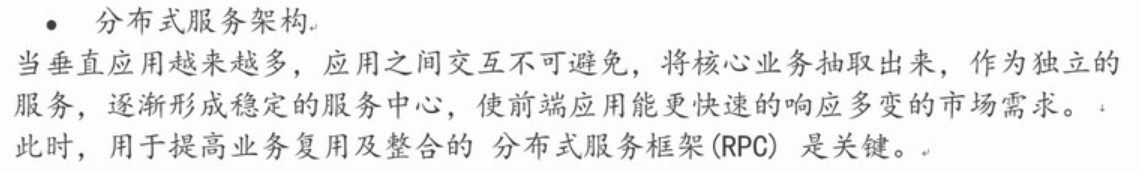 • 分布式服务架构
当垂直应用越来越多，应用之间交互不可避免，将核心业务抽取出来，作为独立的
服务，逐渐形成稳定的服务中心，使前端应用能更快速的响应多变的市场需求。
此时，用于提高业务复用及整合的 分布式服务框架(RPC) 是关键。